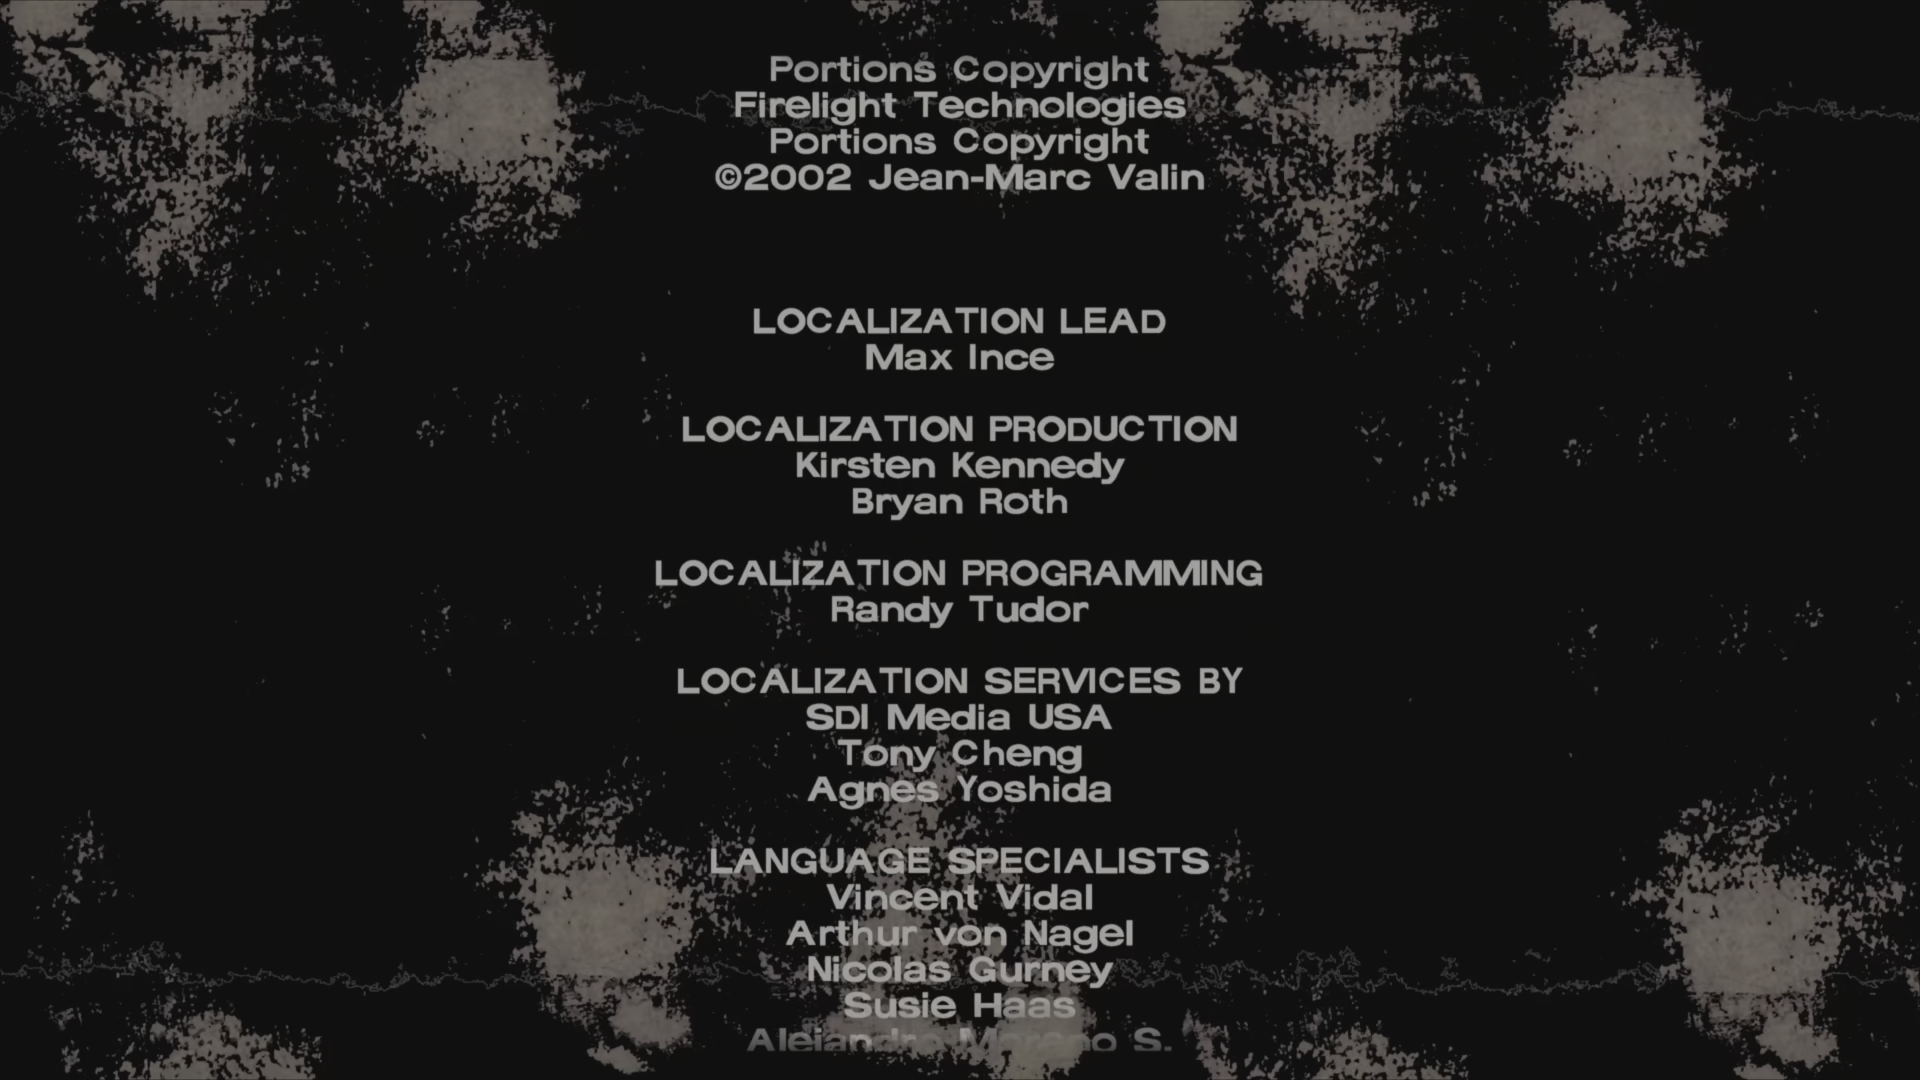 Portions Copyright
Firelight Technologies
Portions Copyright
©2002 Jean-Marc Valin
LOCALIZATION LEAD
Max Ince
LOCALIZATION PRODUCTION
Kirsten Kennedy
Bryan Roth
LOCALIZATION PROGRAMMING
Randy Tudor
LOCALIZATION SERVICES BY
SDI Media USA
Tony Cheng
Agnes Yoshida
LANGUAGE SPECIALISTS
Vincent Vidal
Arthur von Nagel
Nicolas Gurney
Susie Haas
Alejandro Moreno S.